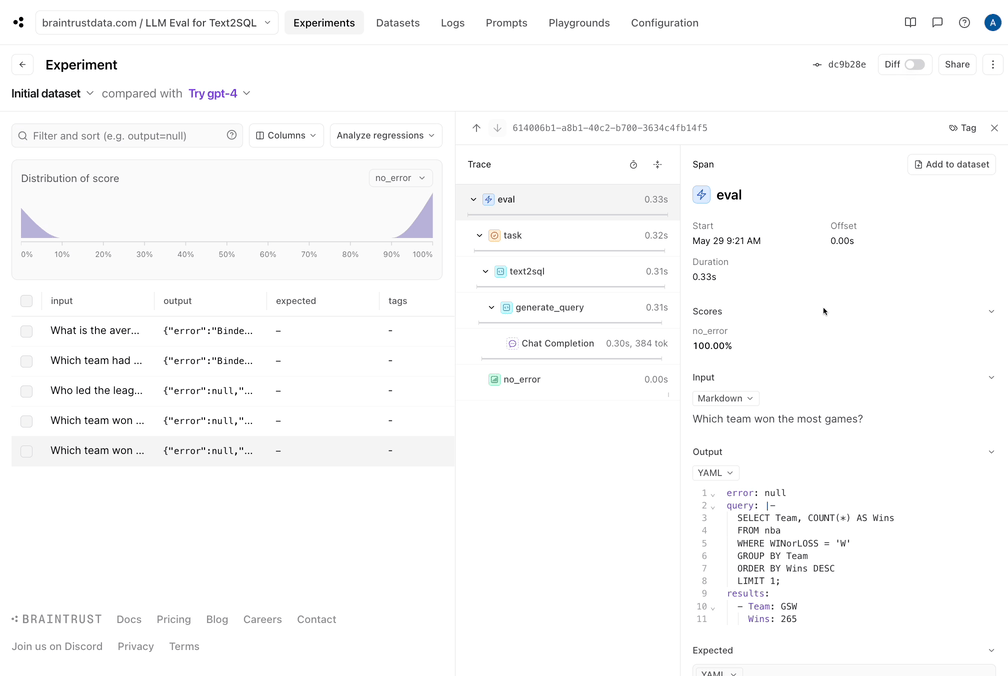 braintrustdata.com / LLM Eval for Text2SQL
Experiments
Datasets
Logs
Prompts
Playgrounds
Configuration
A
Experiment
dc9b28e
Diff
Share
Initial dataset
compared with
Try gpt-4
Filter and sort (e.g. output=null)
Columns
Analyze regressions
Distribution of score
no_error
0% 10% 20% 30% 40% 50% 60% 70% 80% 90% 100%
input output expected tags
What is the aver... {"error":"Binde... – -
Which team had ... {"error":"Binde... – -
Who led the leag... {"error":null,"... – -
Which team won ... {"error":null,"... – -
Which team won ... {"error":null,"... – -
BRAINTRUST
Docs
Pricing
Blog
Careers
Contact
Join us on Discord
Privacy
Terms
614006b1-a8b1-40c2-b700-3634c4fb14f5
Tag
Trace
eval 0.33s
task 0.32s
text2sql 0.31s
generate_query 0.31s
Chat Completion 0.30s, 384 tok
no_error 0.00s
Span
Add to dataset
eval
Start
May 29 9:21 AM
Offset
0.00s
Duration
0.33s
Scores
no_error
100.00%
Input
Markdown
Which team won the most games?
Output
YAML
1 error: null
2 query: |-
3 SELECT Team, COUNT(*) AS Wins
4 FROM nba
5 WHERE WINorLOSS = 'W'
6 GROUP BY Team
7 ORDER BY Wins DESC
8 LIMIT 1;
9 results:
10 - Team: GSW
11 Wins: 265
Expected
YAML